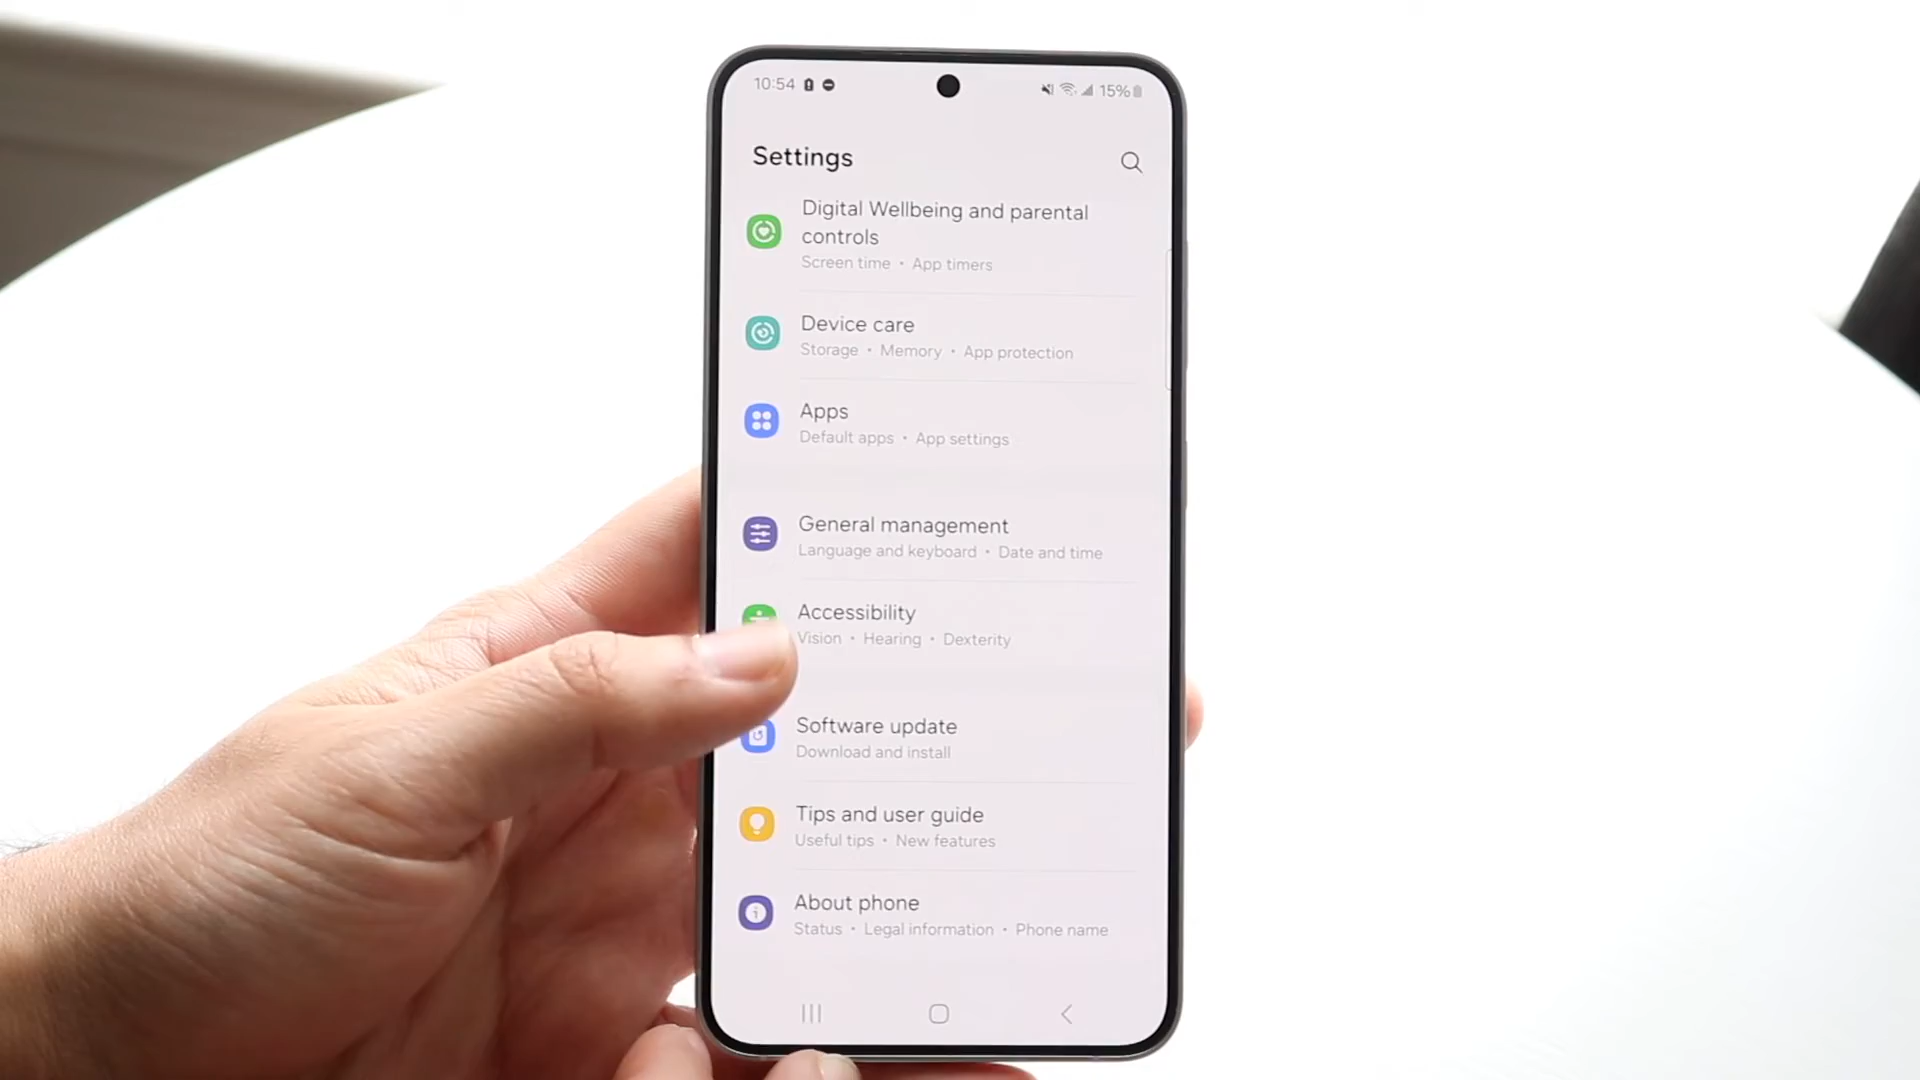 10:54
15%
Settings
Digital Wellbeing and parental
controls
Screen time • App timers
Device care
Storage • Memory • App protection
Apps
Default apps • App settings
General management
Language and keyboard • Date and time
Accessibility
Vision • Hearing • Dexterity
Software update
Download and install
Tips and user guide
Useful tips • New features
About phone
Status • Legal information • Phone name